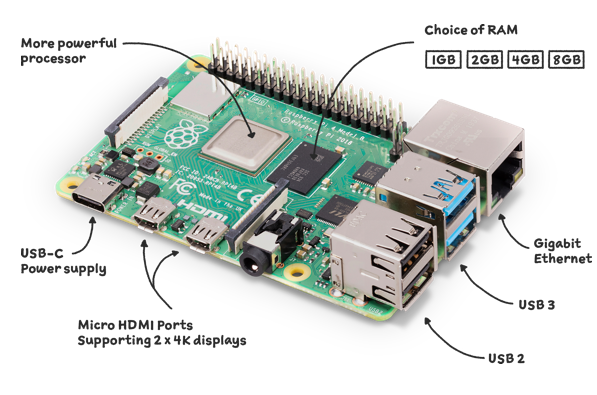 More powerful
processor
Choice of RAM
1GB 2GB 4GB 8GB
USB-C
Power supply
Micro HDMI Ports
Supporting 2 x 4K displays
Gigabit
Ethernet
USB 3
USB 2
HDMI